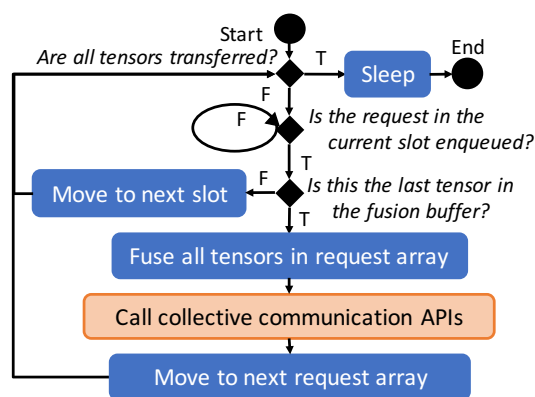 Start
Are all tensors transferred?
T
Sleep
End
F
F
Is the request in the
current slot enqueued?
T
Move to next slot
F
Is this the last tensor in
the fusion buffer?
T
Fuse all tensors in request array
Call collective communication APIs
Move to next request array